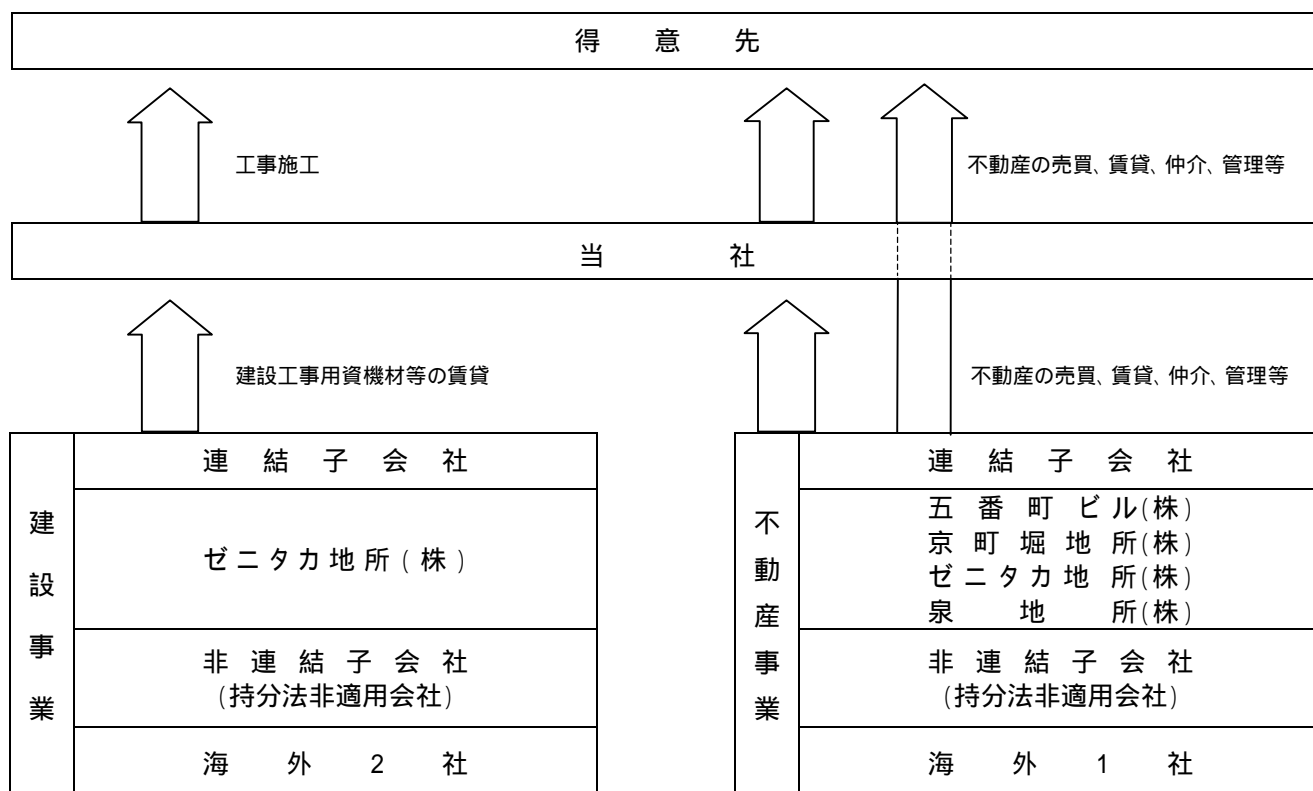 得意先
工事施工
不動産の売買、賃貸、仲介、管理等
当社
建設工事用資機材等の賃貸
不動産の売買、賃貸、仲介、管理等
建設事業
連結子会社
ゼニタカ地所(株)
非連結子会社
(持分法非適用会社)
海外2社
不動産事業
連結子会社
五番町ビル(株)
京町堀地所(株)
ゼニタカ地所(株)
泉地所(株)
非連結子会社
(持分法非適用会社)
海外1社